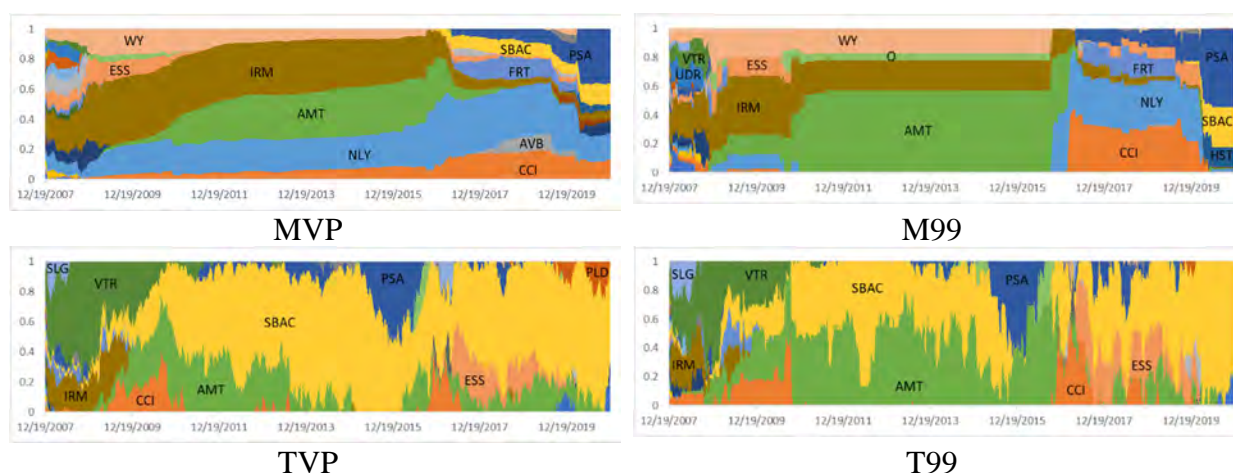 1
0.8
0.6
0.4
0.2
0
WY
ESS
IRM
AMT
NLY
SBAC
FRT
AVB
CCI
PSA
12/19/2007 12/19/2009 12/19/2011 12/19/2013 12/19/2015 12/19/2017 12/19/2019
MVP
1
0.8
0.6
0.4
0.2
0
VTR
UDR
WY
ESS
O
IRM
AMT
FRT
NLY
CCI
PSA
SBAC
HST
12/19/2007 12/19/2009 12/19/2011 12/19/2013 12/19/2015 12/19/2017 12/19/2019
M99
1
0.8
0.6
0.4
0.2
0
SLG
VTR
IRM
CCI
SBAC
AMT
PSA
ESS
PLD
12/19/2007 12/19/2009 12/19/2011 12/19/2013 12/19/2015 12/19/2017 12/19/2019
TVP
1
0.8
0.6
0.4
0.2
0
SLG
VTR
IRM
SBAC
AMT
PSA
CCI
ESS
12/19/2007 12/19/2009 12/19/2011 12/19/2013 12/19/2015 12/19/2017 12/19/2019
T99